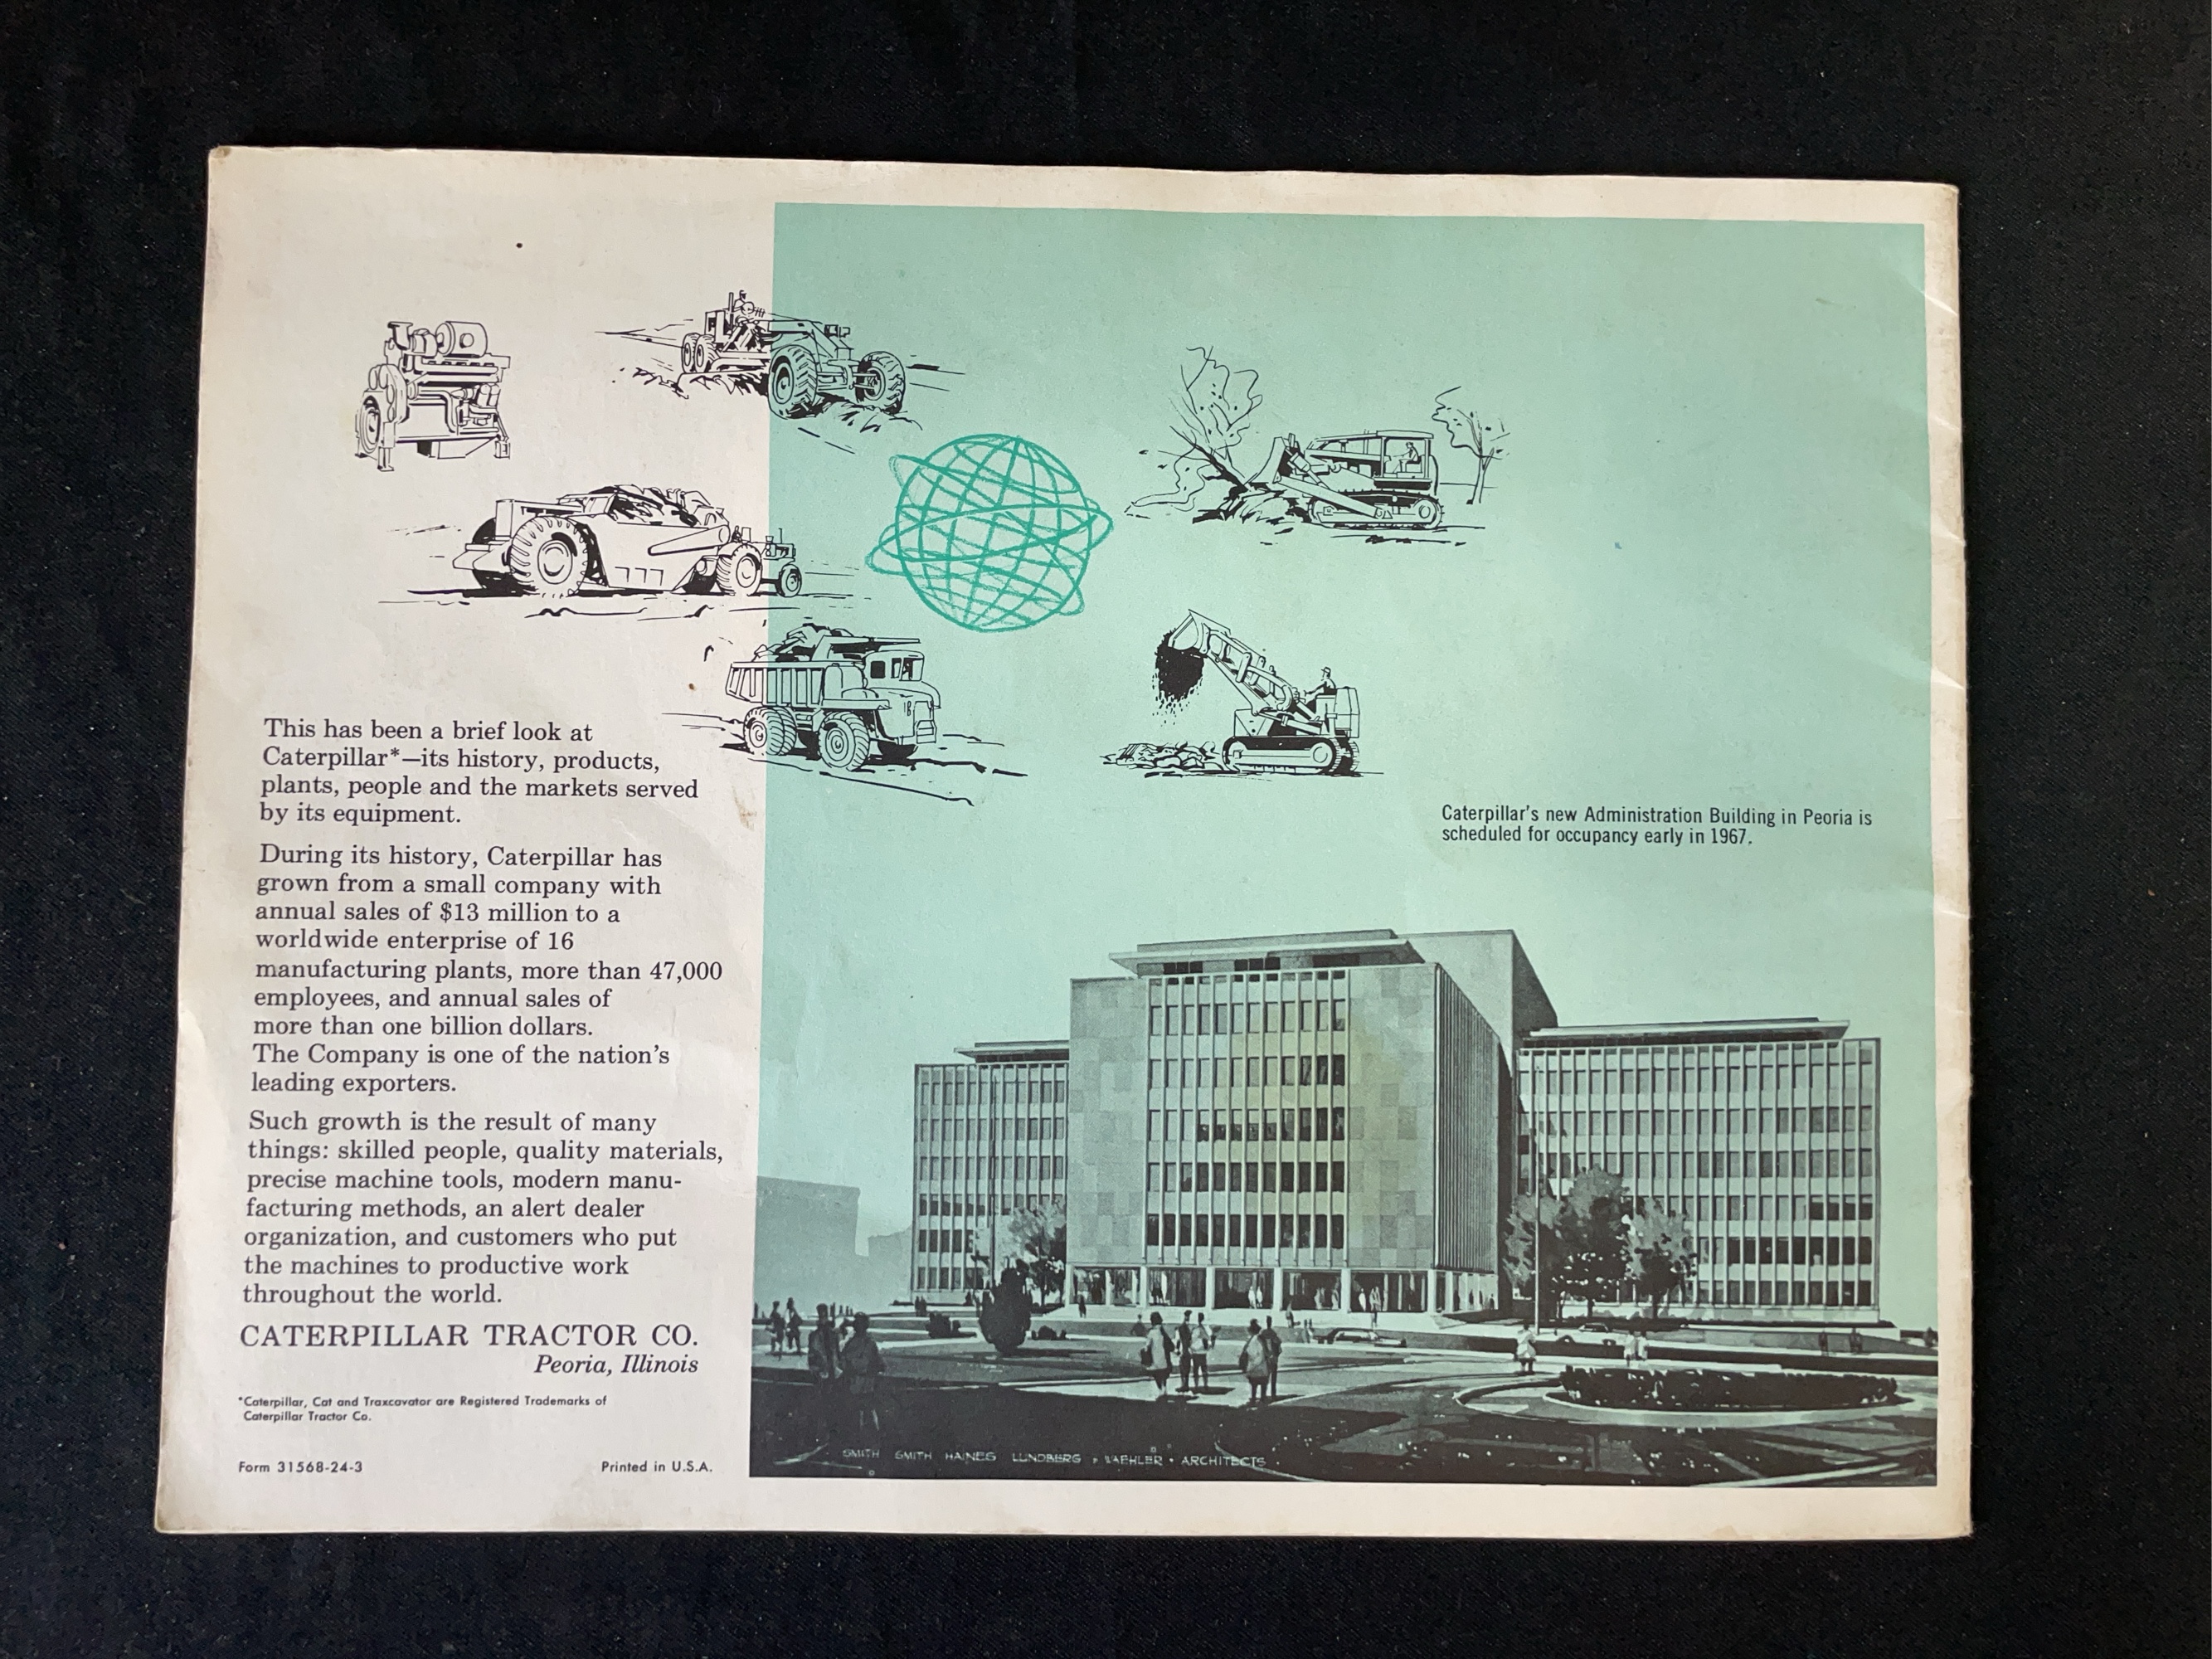 This has been a brief look at
Caterpillar*—its history, products,
plants, people and the markets served
by its equipment.
During its history, Caterpillar has
grown from a small company with
annual sales of $13 million to a
worldwide enterprise of 16
manufacturing plants, more than 47,000
employees, and annual sales of
more than one billion dollars.
The Company is one of the nation's
leading exporters.
Such growth is the result of many
things: skilled people, quality materials,
precise machine tools, modern manu-
facturing methods, an alert dealer
organization, and customers who put
the machines to productive work
throughout the world.
CATERPILLAR TRACTOR CO.
Peoria, Illinois
*Caterpillar, Cat and Traxcavator are Registered Trademarks of
Caterpillar Tractor Co.
Form 31568-24-3 Printed in U.S.A.
Caterpillar's new Administration Building in Peoria is
scheduled for occupancy early in 1967.
SMITH SMITH HAINES LUNDBERG & WAEHLER • ARCHITECTS